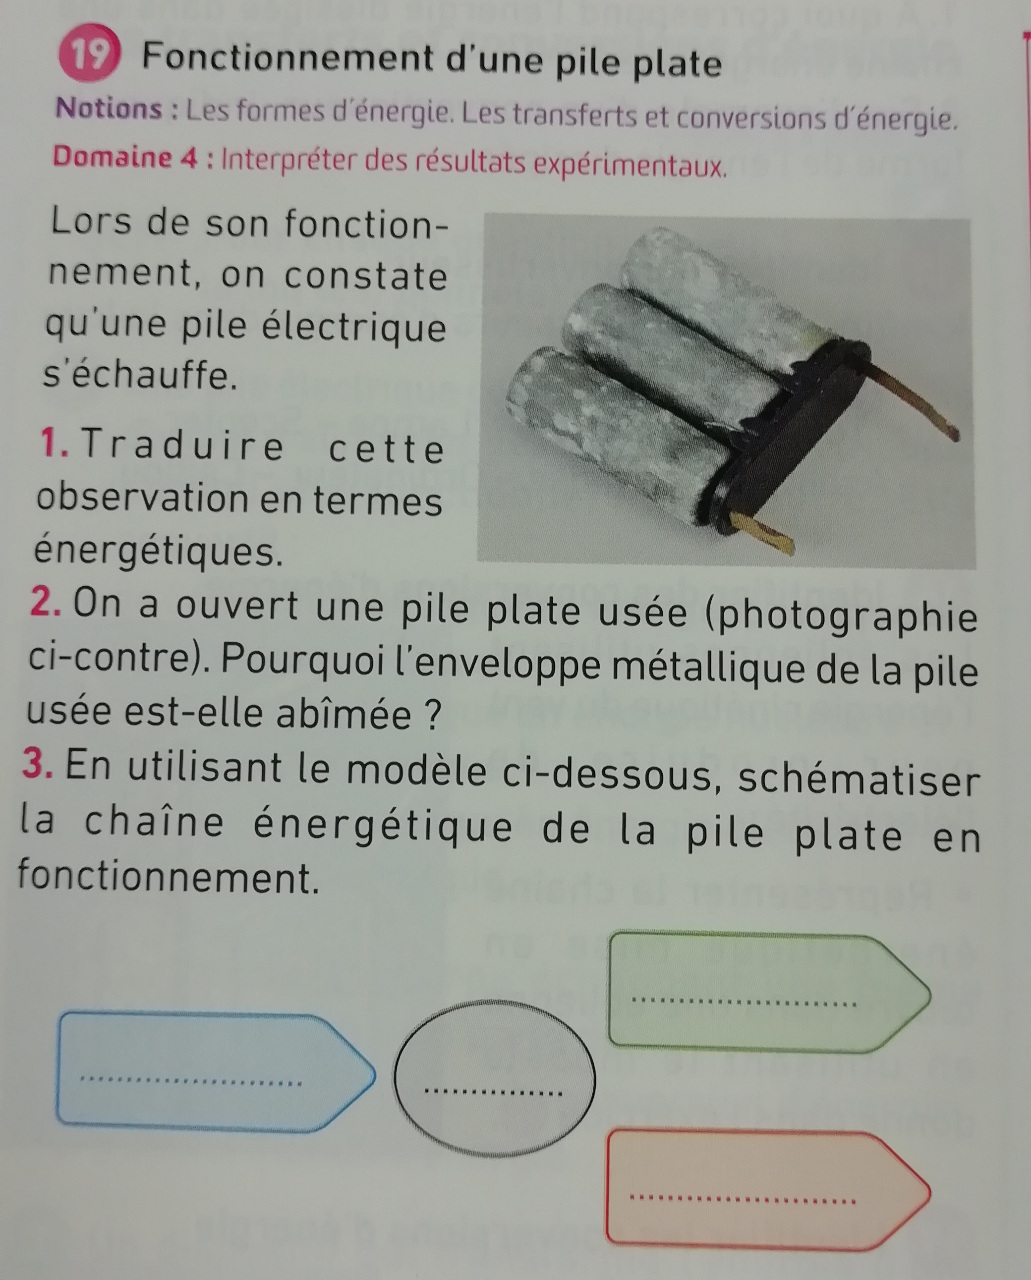 19 Fonctionnement d'une pile plate
Notions : Les formes d'énergie. Les transferts et conversions d'énergie.
Domaine 4 : Interpréter des résultats expérimentaux.
Lors de son fonction-
nement, on constate
qu'une pile électrique
s'échauffe.
1. Traduire cette
observation en termes
énergétiques.
2. On a ouvert une pile plate usée (photographie
ci-contre). Pourquoi l'enveloppe métallique de la pile
usée est-elle abîmée ?
3. En utilisant le modèle ci-dessous, schématiser
la chaîne énergétique de la pile plate en
fonctionnement.